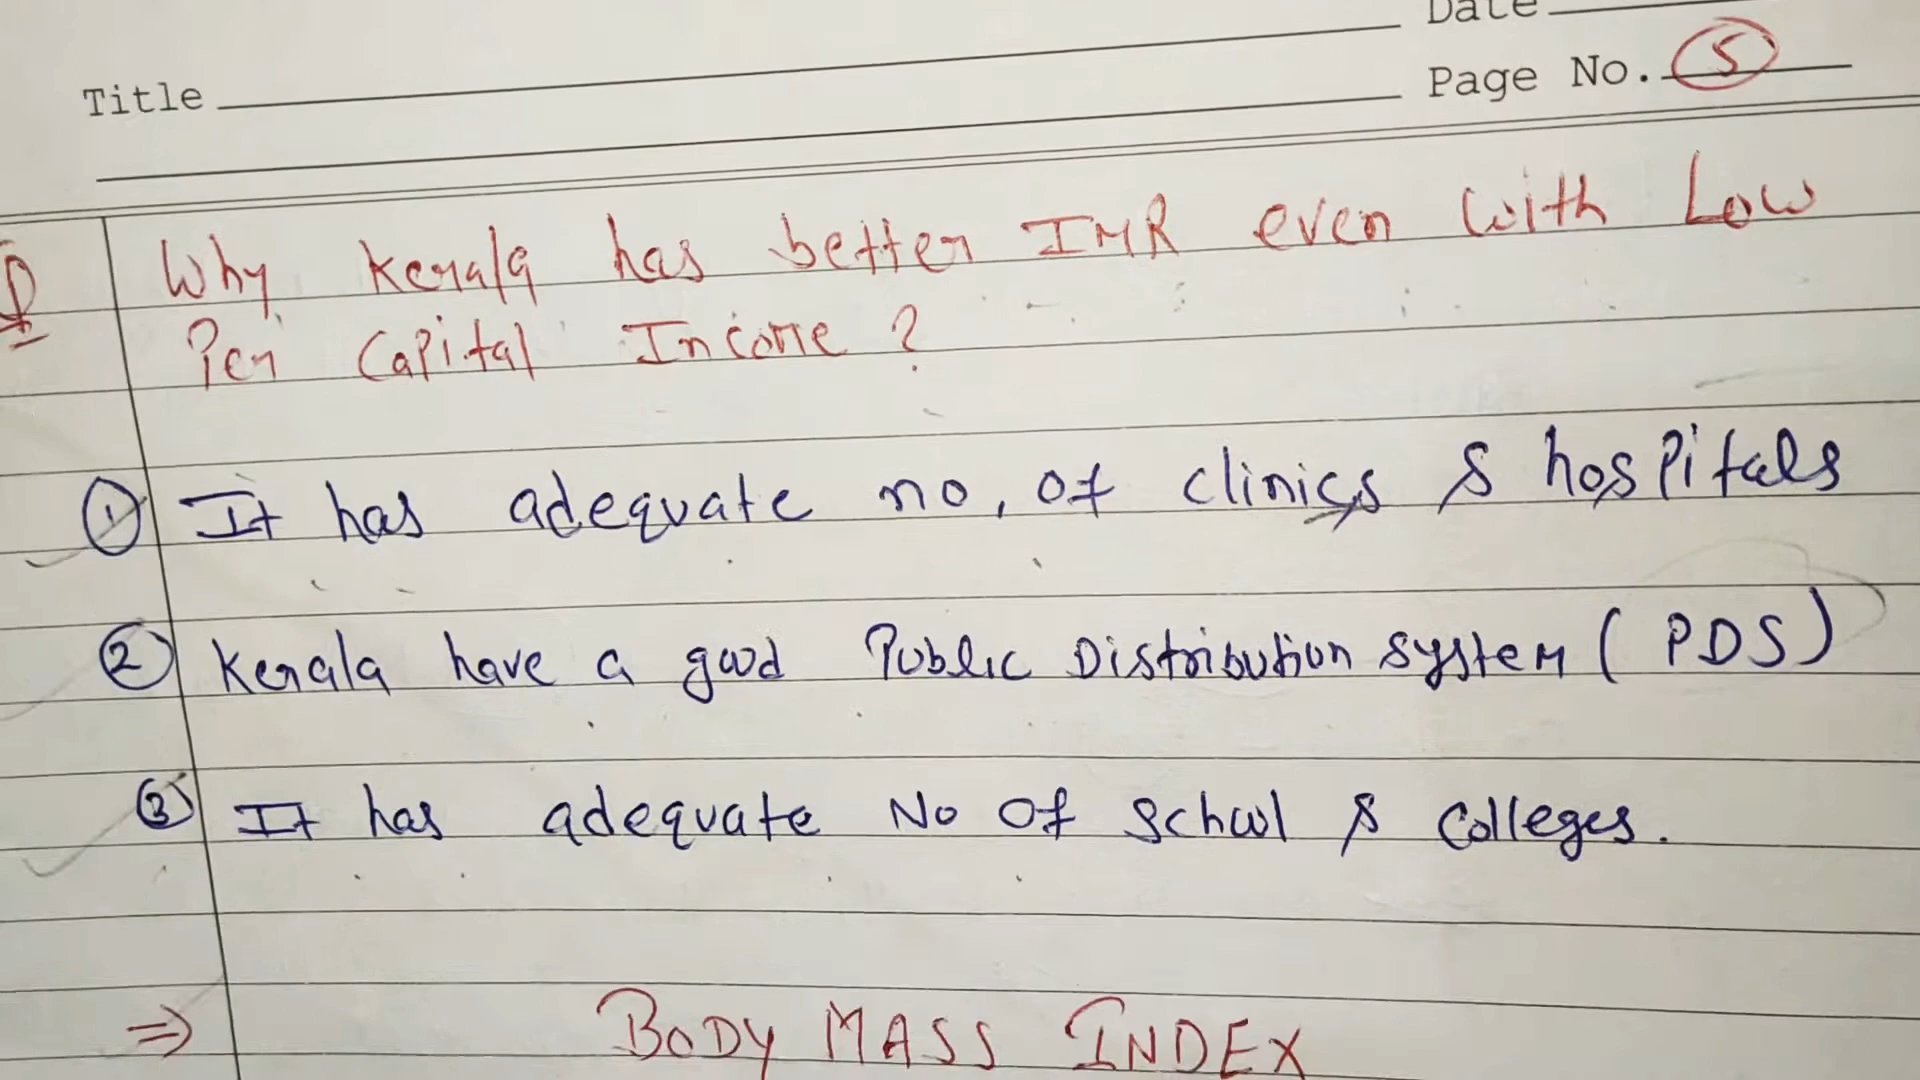 Date
Title
Page No. 5
Q Why Kerala has better IMR even with Low
Per Capital Income ?
① It has adequate no. of clinics & hospitals
② Kerala have a good Public Distribution System ( PDS )
③ It has adequate No Of School & Colleges.
⇒ BODY MASS INDEX